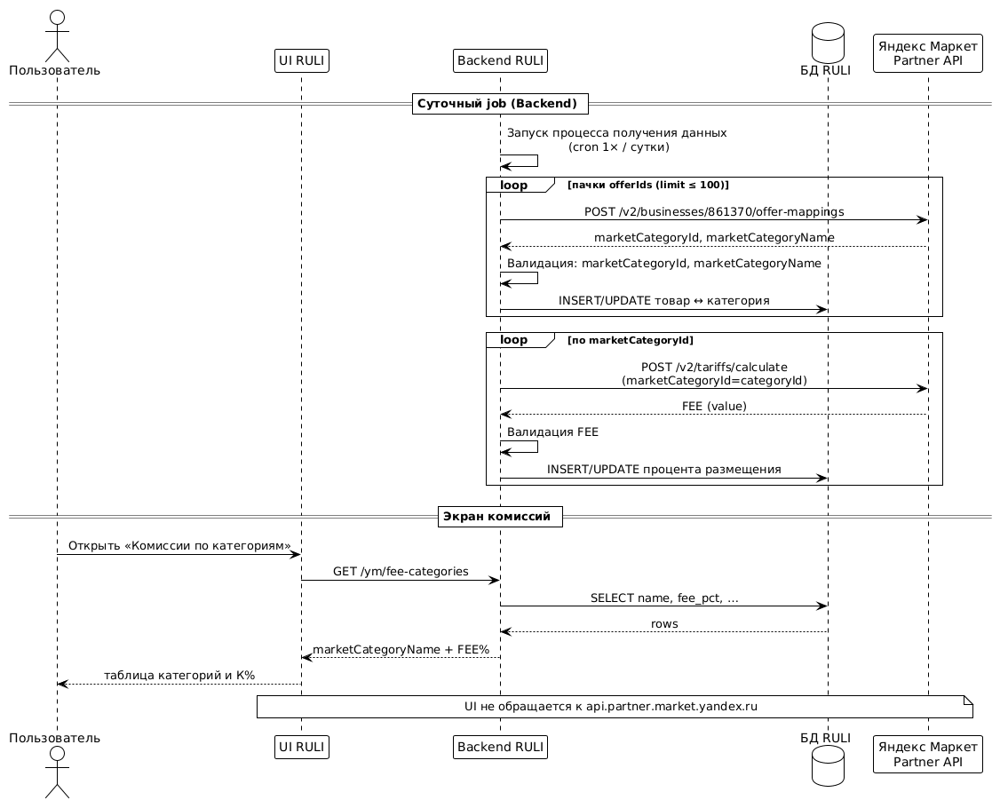 Пользователь
UI RULI
Backend RULI
БД RULI
Яндекс Маркет
Partner API
Суточный job (Backend)
Запуск процесса получения данных
(cron 1× / сутки)
loop
[пачки offerIds (limit ≤ 100)]
POST /v2/businesses/861370/offer-mappings
marketCategoryId, marketCategoryName
Валидация: marketCategoryId, marketCategoryName
INSERT/UPDATE товар ↔ категория
loop
[по marketCategoryId]
POST /v2/tariffs/calculate
(marketCategoryId=categoryId)
FEE (value)
Валидация FEE
INSERT/UPDATE процента размещения
Экран комиссий
Открыть «Комиссии по категориям»
GET /ym/fee-categories
SELECT name, fee_pct, ...
rows
marketCategoryName + FEE%
таблица категорий и К%
UI не обращается к api.partner.market.yandex.ru
Пользователь
UI RULI
Backend RULI
БД RULI
Яндекс Маркет
Partner API